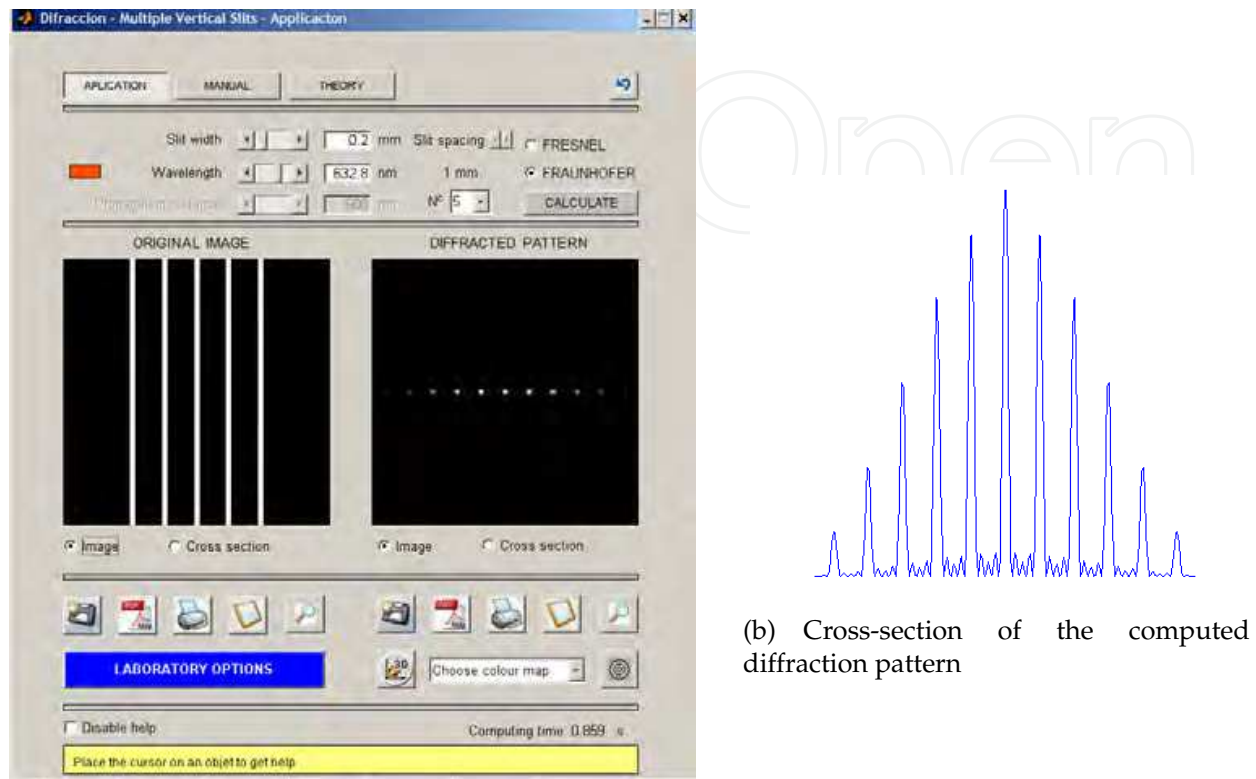 Difraccion - Multiple Vertical Slits - Applicacton
APLICATION MANUAL THEORY
Slit width 0.2 mm Slit spacing FRESNEL
Wavelength 632.8 nm 1 mm FRAUNHOFER
Nº 5 CALCULATE
ORIGINAL IMAGE DIFFRACTED PATTERN
Image Cross section Image Cross section
LABORATORY OPTIONS 3D Choose colour map
Disable help Computing time 0.859 s
Place the cursor on an objet to get help
Open
(b) Cross-section of the computed
diffraction pattern